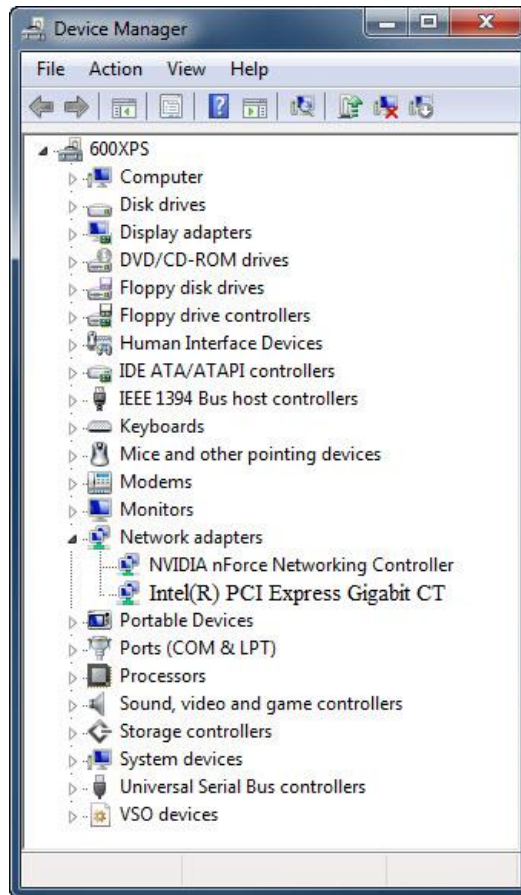 Device Manager
File Action View Help
600XPS
Computer
Disk drives
Display adapters
DVD/CD-ROM drives
Floppy disk drives
Floppy drive controllers
Human Interface Devices
IDE ATA/ATAPI controllers
IEEE 1394 Bus host controllers
Keyboards
Mice and other pointing devices
Modems
Monitors
Network adapters
NVIDIA nForce Networking Controller
Intel(R) PCI Express Gigabit CT
Portable Devices
Ports (COM & LPT)
Processors
Sound, video and game controllers
Storage controllers
System devices
Universal Serial Bus controllers
VSO devices